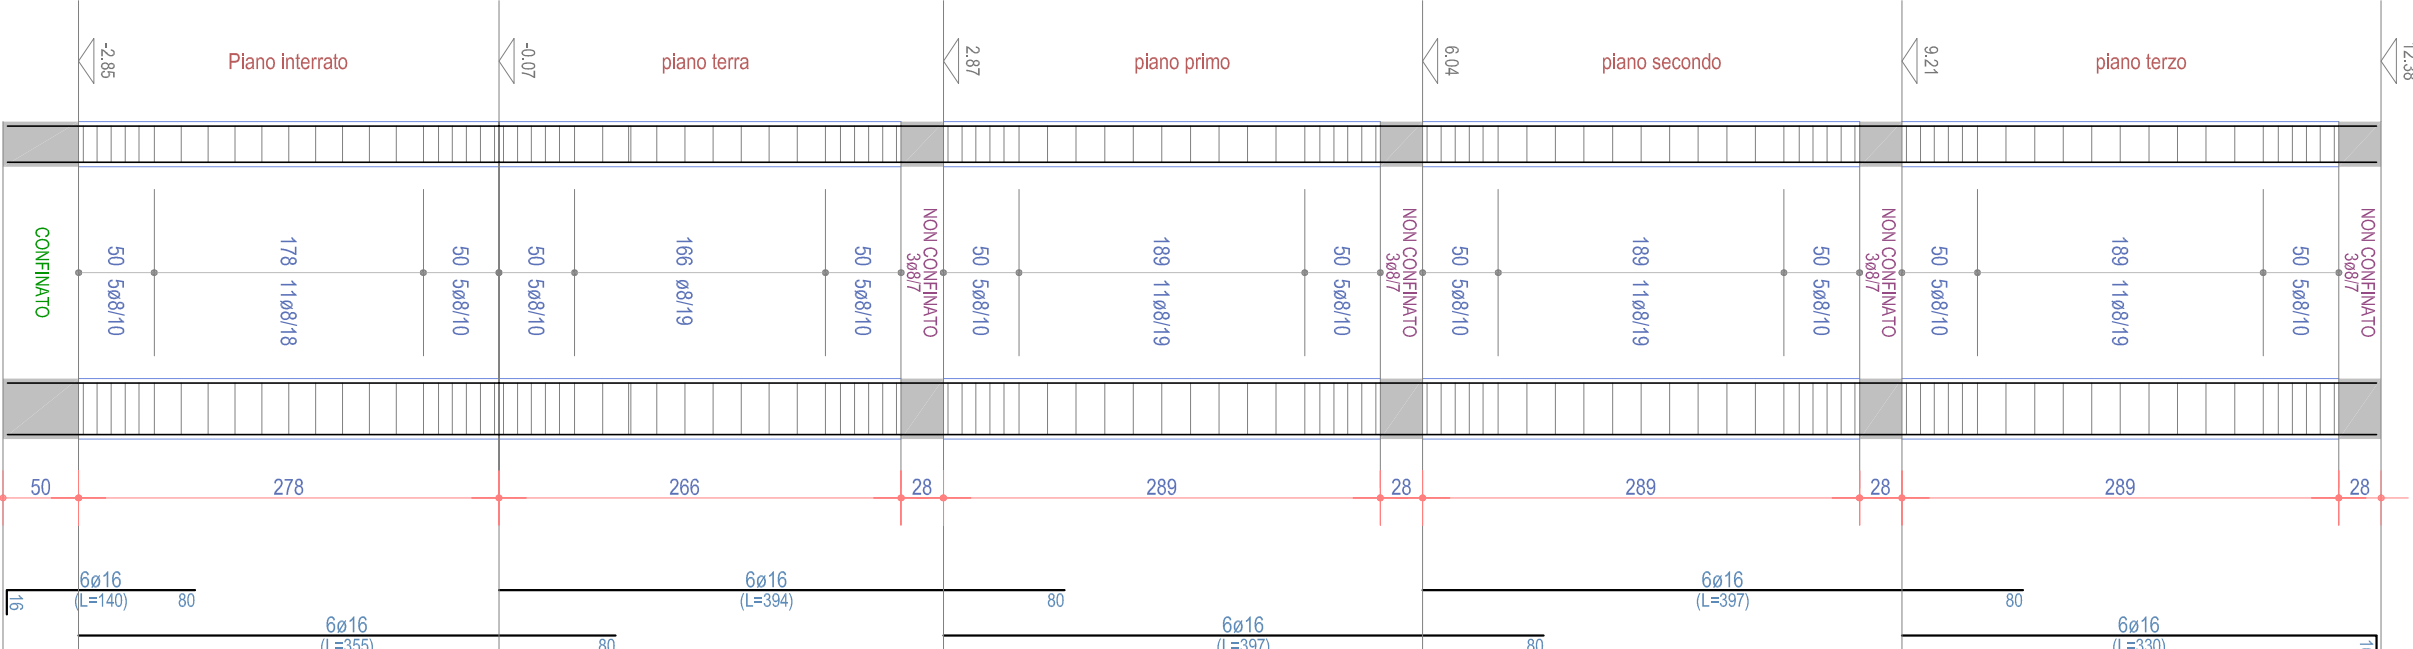 -2.85
Piano interrato
-0.07
piano terra
2.87
piano primo
6.04
piano secondo
9.21
piano terzo
12.38
CONFINATO
50 5ø8/10
178 11ø8/18
50 5ø8/10
50 5ø8/10
166 ø8/19
50 5ø8/10
NON CONFINATO
3ø8/7
50 5ø8/10
189 11ø8/19
50 5ø8/10
NON CONFINATO
3ø8/7
50 5ø8/10
189 11ø8/19
50 5ø8/10
NON CONFINATO
3ø8/7
50 5ø8/10
189 11ø8/19
50 5ø8/10
NON CONFINATO
3ø8/7
50
278
266
28
289
28
289
28
289
28
6ø16
(L=140)
80
16
6ø16
(L=394)
80
6ø16
(L=397)
80
6ø16
(L=355)
80
6ø16
(L=397)
80
6ø16
(L=330)